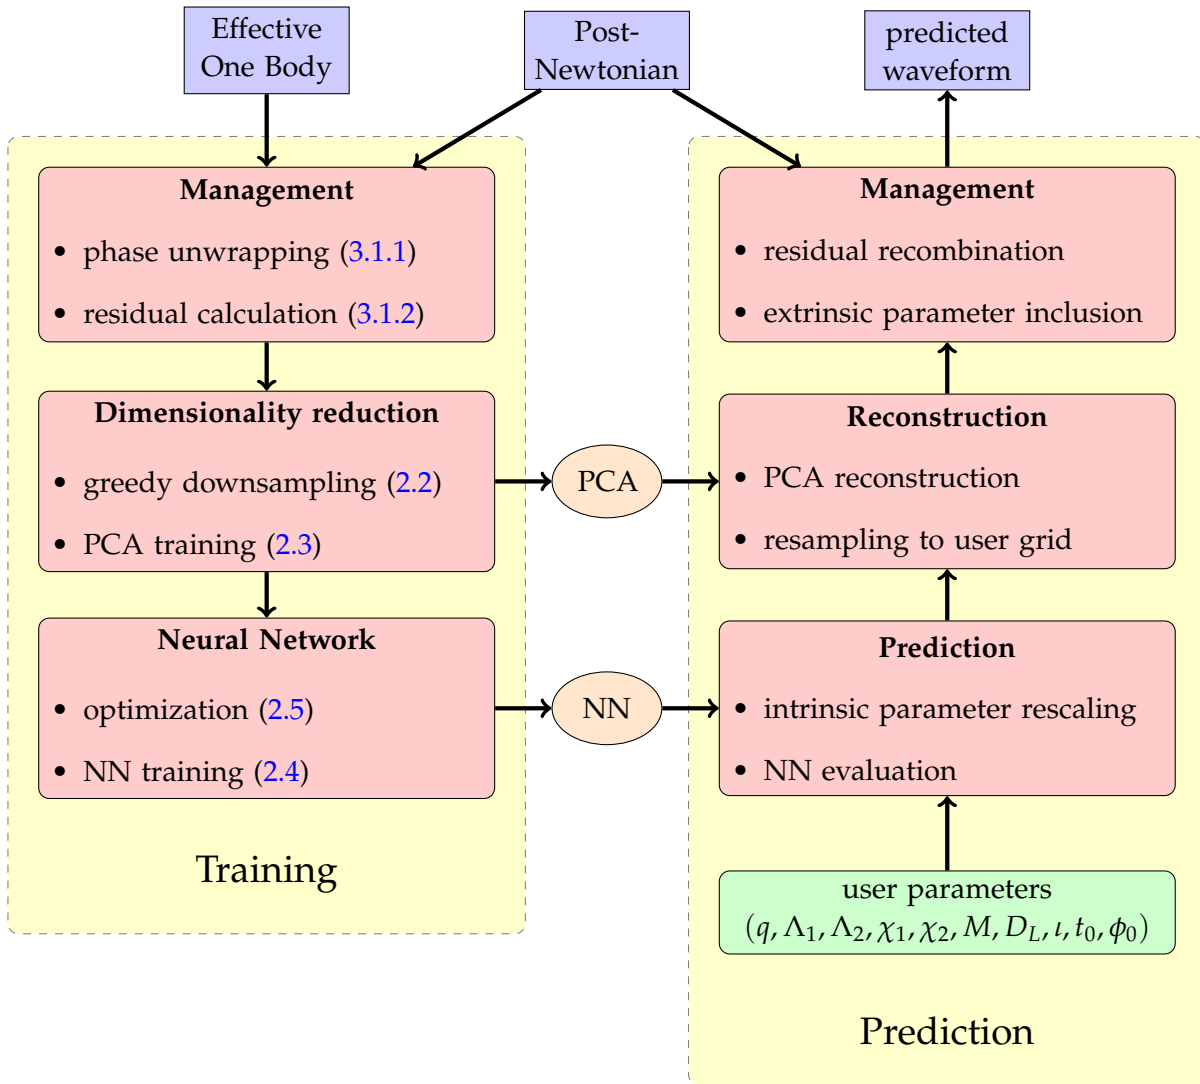 Effective
One Body
Post-
Newtonian
predicted
waveform
Management
• phase unwrapping (3.1.1)
• residual calculation (3.1.2)
Dimensionality reduction
• greedy downsampling (2.2)
• PCA training (2.3)
Neural Network
• optimization (2.5)
• NN training (2.4)
Training
PCA
NN
Management
• residual recombination
• extrinsic parameter inclusion
Reconstruction
• PCA reconstruction
• resampling to user grid
Prediction
• intrinsic parameter rescaling
• NN evaluation
user parameters
(q, Λ₁, Λ₂, χ₁, χ₂, M, D_L, ι, t₀, ϕ₀)
Prediction